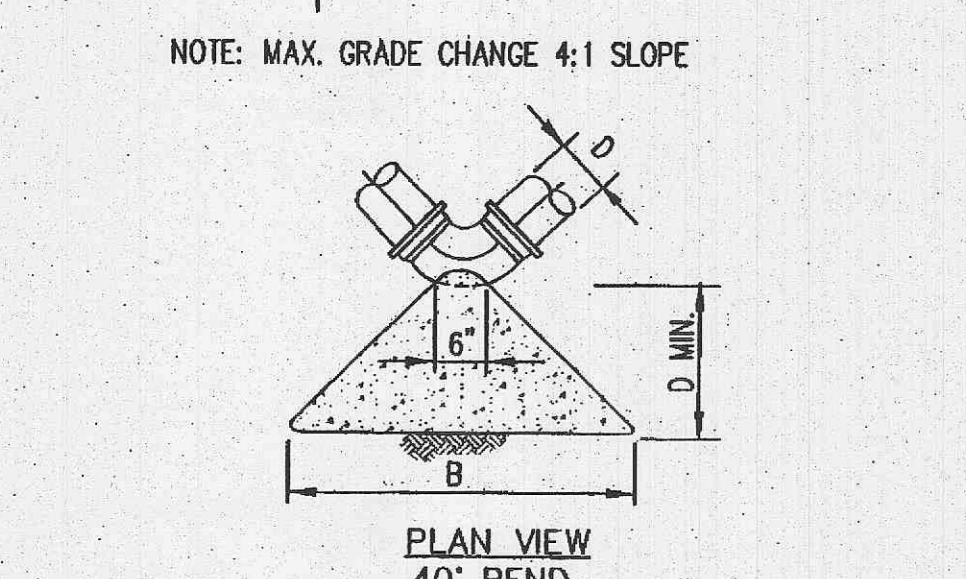 NOTE: MAX. GRADE CHANGE 4:1 SLOPE
D
6"
D MIN.
B
PLAN VIEW